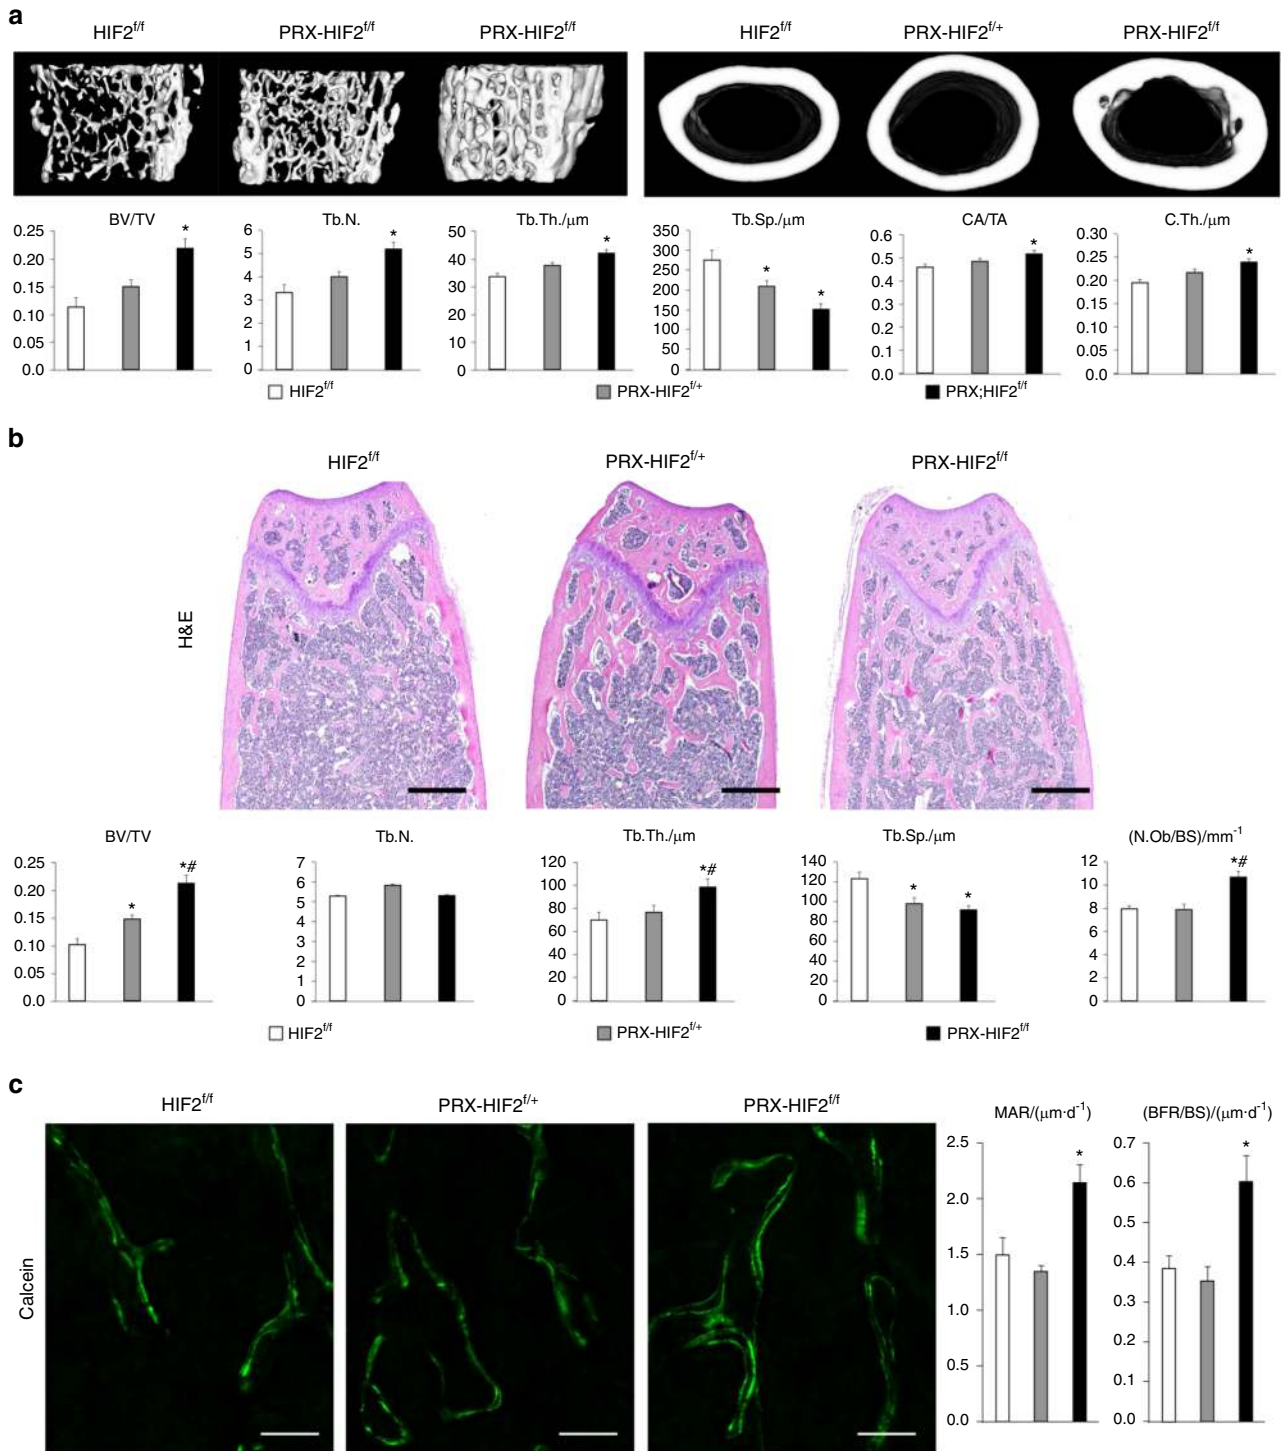 a
HIF2f/f PRX-HIF2f/f PRX-HIF2f/f HIF2f/f PRX-HIF2f/+ PRX-HIF2f/f
BV/TV Tb.N. Tb.Th./μm Tb.Sp./μm CA/TA C.Th./μm
0.25 0.20 0.15 0.10 0.05 0.0 *
6 5 4 3 2 1 0 *
50 40 30 20 10 0 *
350 300 250 200 150 100 50 0 * *
0.6 0.5 0.4 0.3 0.2 0.1 0.0 *
0.30 0.25 0.20 0.15 0.10 0.05 0.0 *
HIF2f/f PRX-HIF2f/+ PRX;HIF2f/f
b
HIF2f/f PRX-HIF2f/+ PRX-HIF2f/f
H&E
BV/TV Tb.N. Tb.Th./μm Tb.Sp./μm (N.Ob/BS)/mm-1
0.25 0.20 0.15 0.10 0.05 0.0 * *#
7 6 5 4 3 2 1 0
120 100 80 60 40 20 0 *#
140 120 100 80 60 40 20 0 * *
12 10 8 6 4 2 0 *#
HIF2f/f PRX-HIF2f/+ PRX-HIF2f/f
c
HIF2f/f PRX-HIF2f/+ PRX-HIF2f/f MAR/(μm·d-1) (BFR/BS)/(μm·d-1)
Calcein
2.5 2.0 1.5 1.0 0.5 0.0 *
0.7 0.6 0.5 0.4 0.3 0.2 0.1 0.0 *